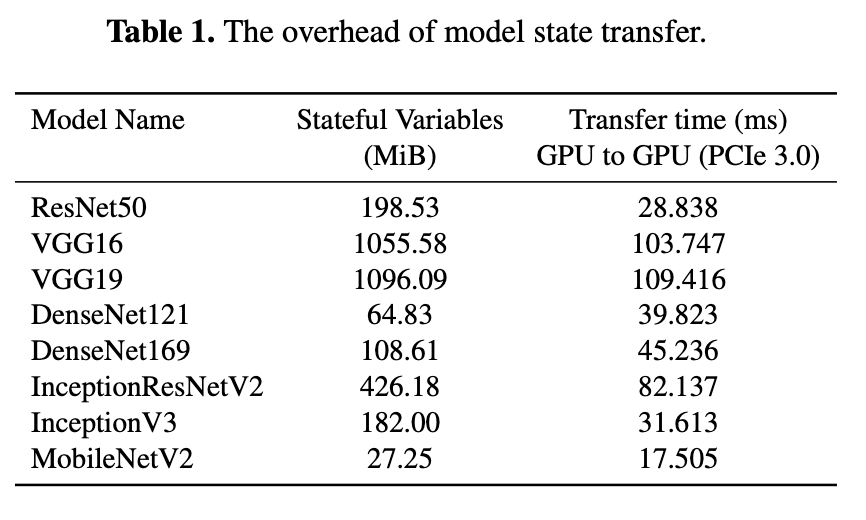 Table 1. The overhead of model state transfer.
Model Name Stateful Variables Transfer time (ms)
(MiB) GPU to GPU (PCIe 3.0)
ResNet50 198.53 28.838
VGG16 1055.58 103.747
VGG19 1096.09 109.416
DenseNet121 64.83 39.823
DenseNet169 108.61 45.236
InceptionResNetV2 426.18 82.137
InceptionV3 182.00 31.613
MobileNetV2 27.25 17.505